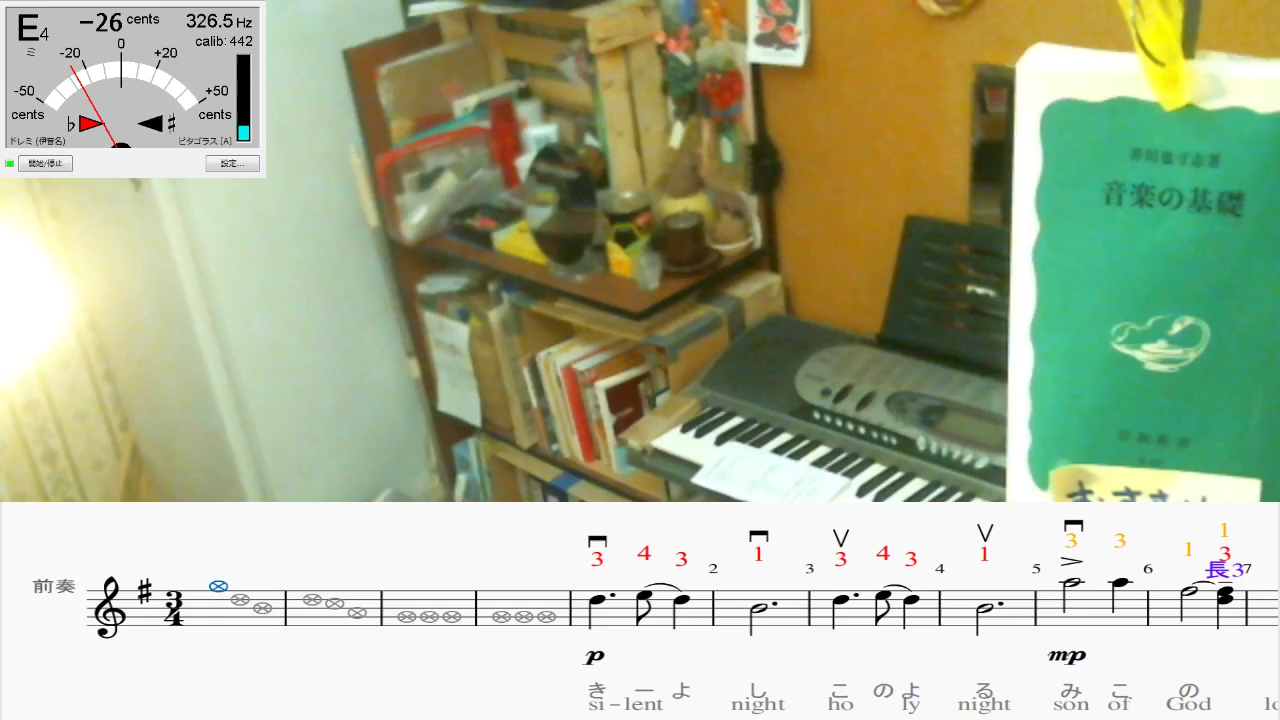 E4 -26 cents 326.5 Hz
calib: 442
ミ
-50 -20 0 +20 +50
cents cents
♭ ♯
ドレミ (伊音名) ピタゴラス [A]
開始/停止 設定...
音楽の基礎
前奏
3 4 3 2 1 3 3 4 3 4 1 5 3 3 6 1 1
3
長3 7
3
4
p mp
き ー よ し こ の よ る み こ の
si - lent night ho ly night son of God